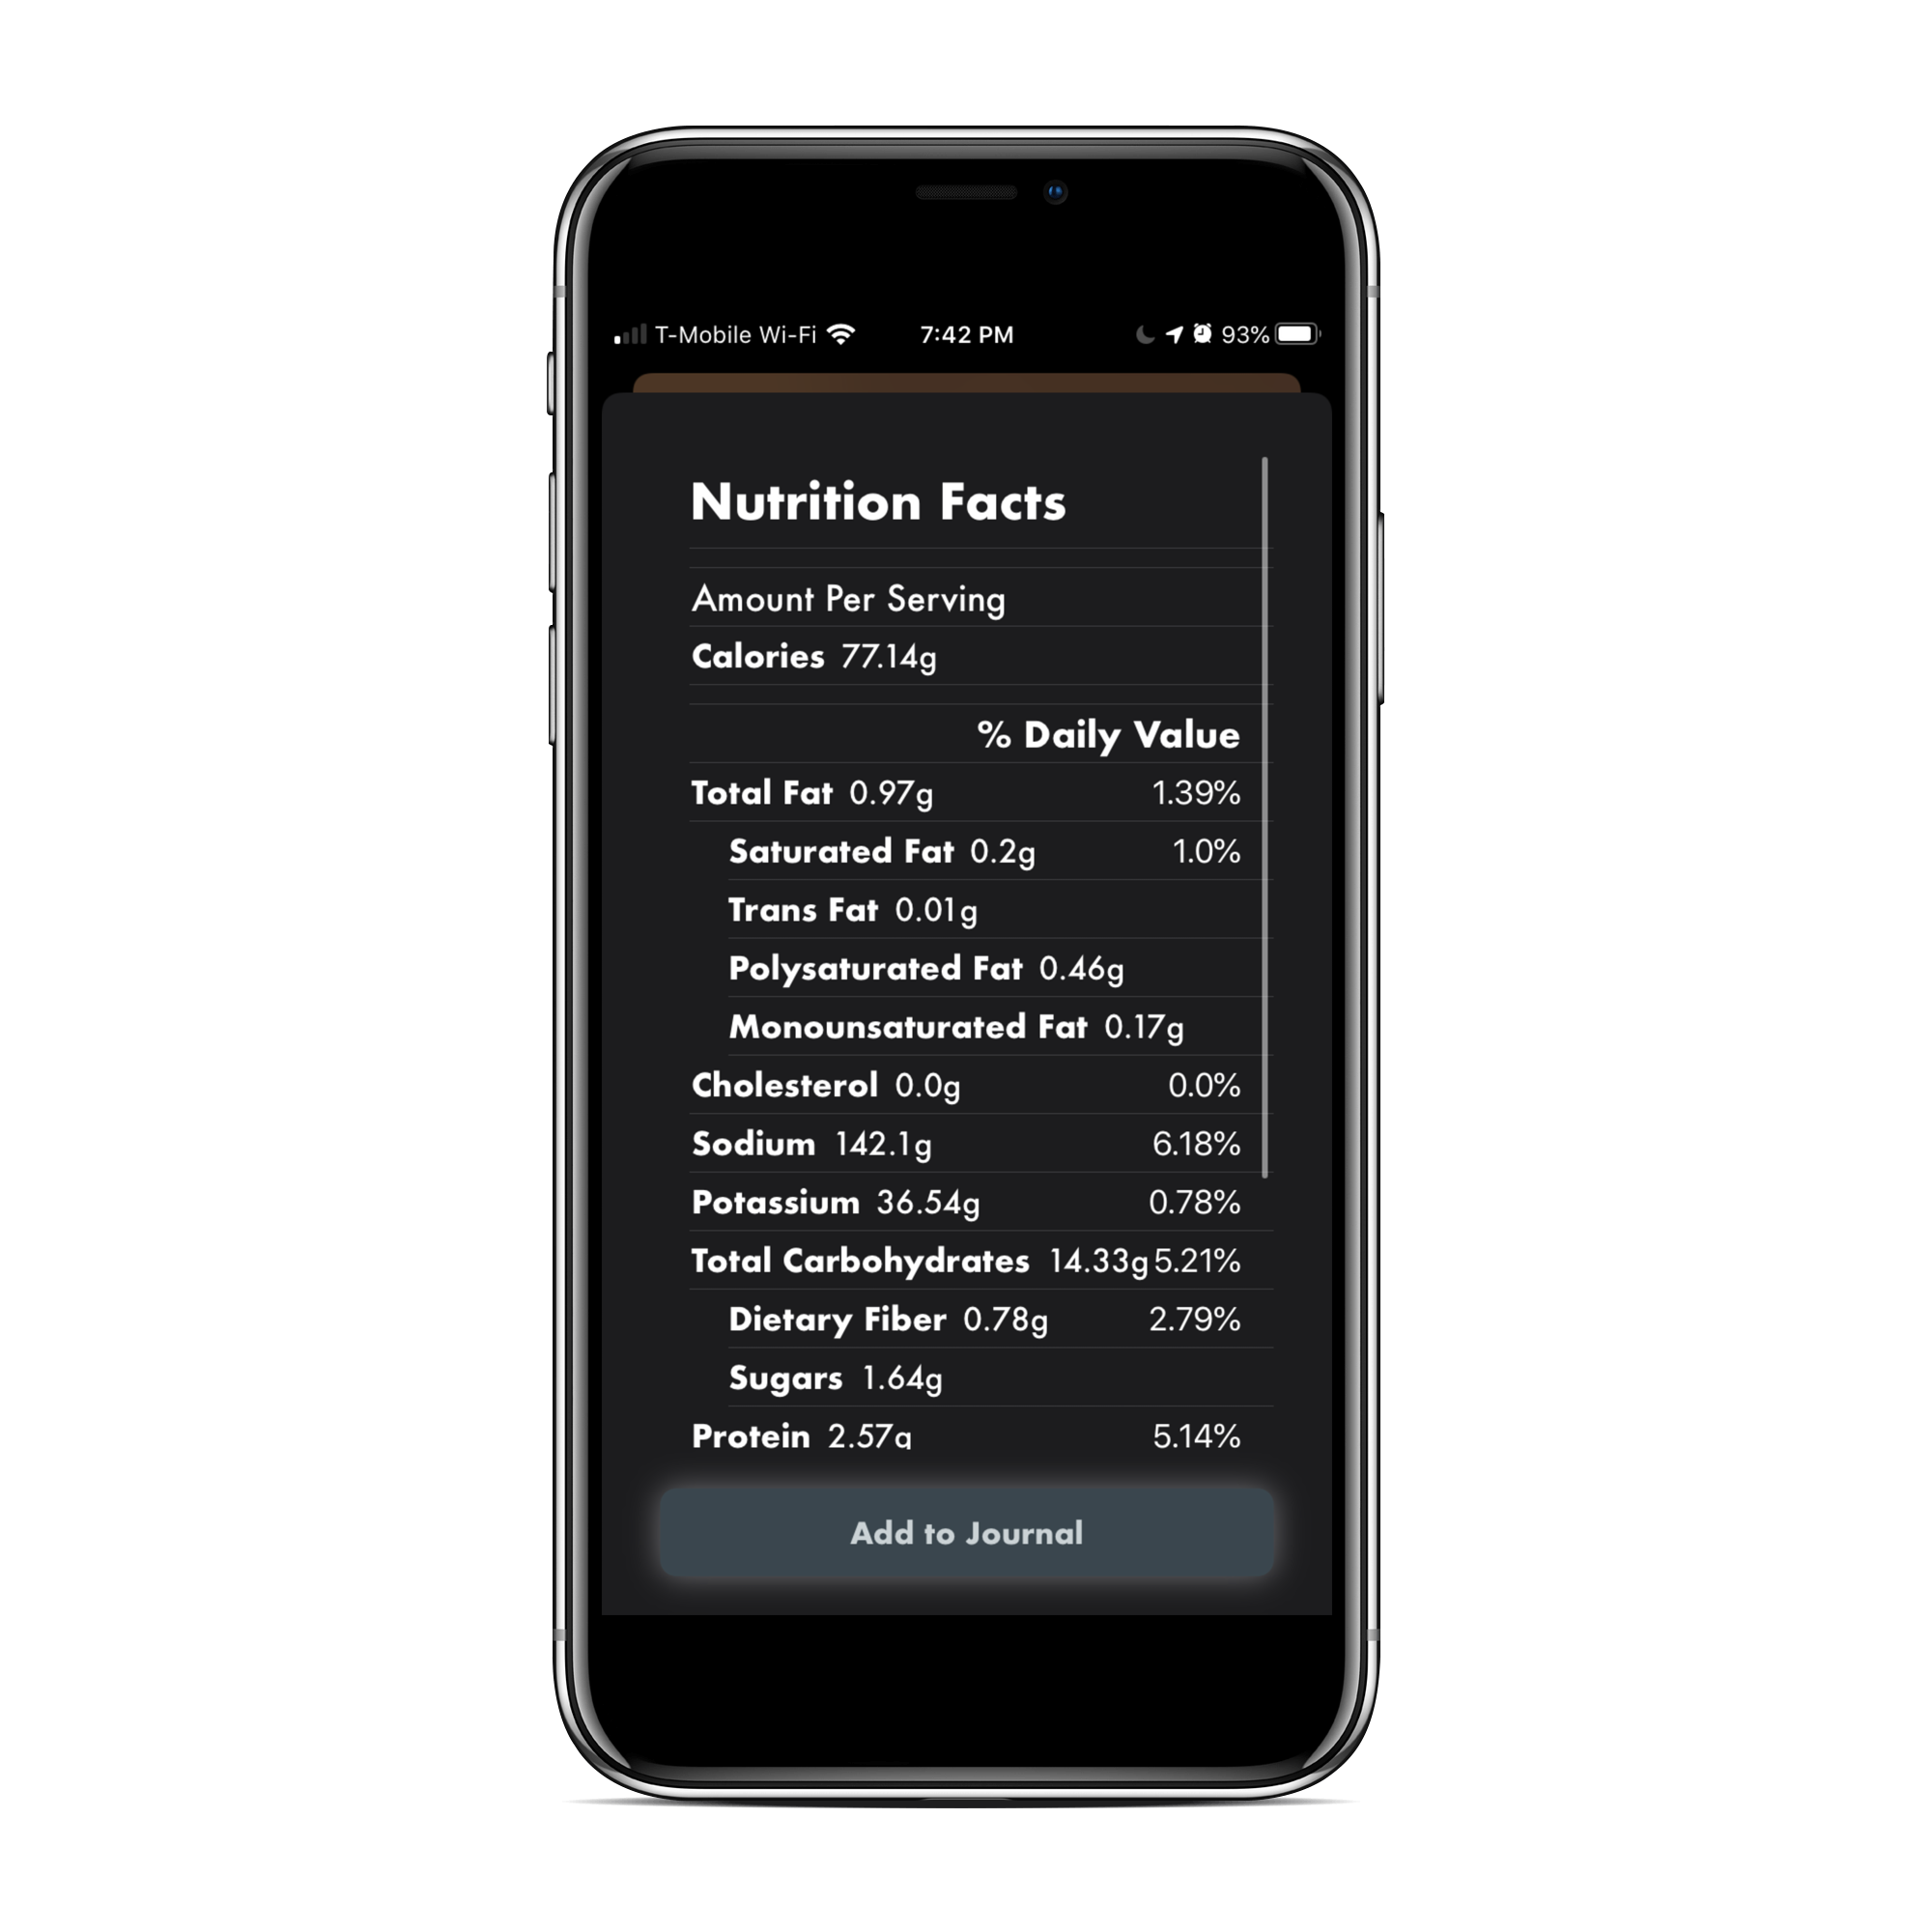 T-Mobile Wi-Fi 7:42 PM 93%
Nutrition Facts
Amount Per Serving
Calories 77.14g
% Daily Value
Total Fat 0.97g 1.39%
Saturated Fat 0.2g 1.0%
Trans Fat 0.01g
Polysaturated Fat 0.46g
Monounsaturated Fat 0.17g
Cholesterol 0.0g 0.0%
Sodium 142.1g 6.18%
Potassium 36.54g 0.78%
Total Carbohydrates 14.33g 5.21%
Dietary Fiber 0.78g 2.79%
Sugars 1.64g
Protein 2.57g 5.14%
Add to Journal